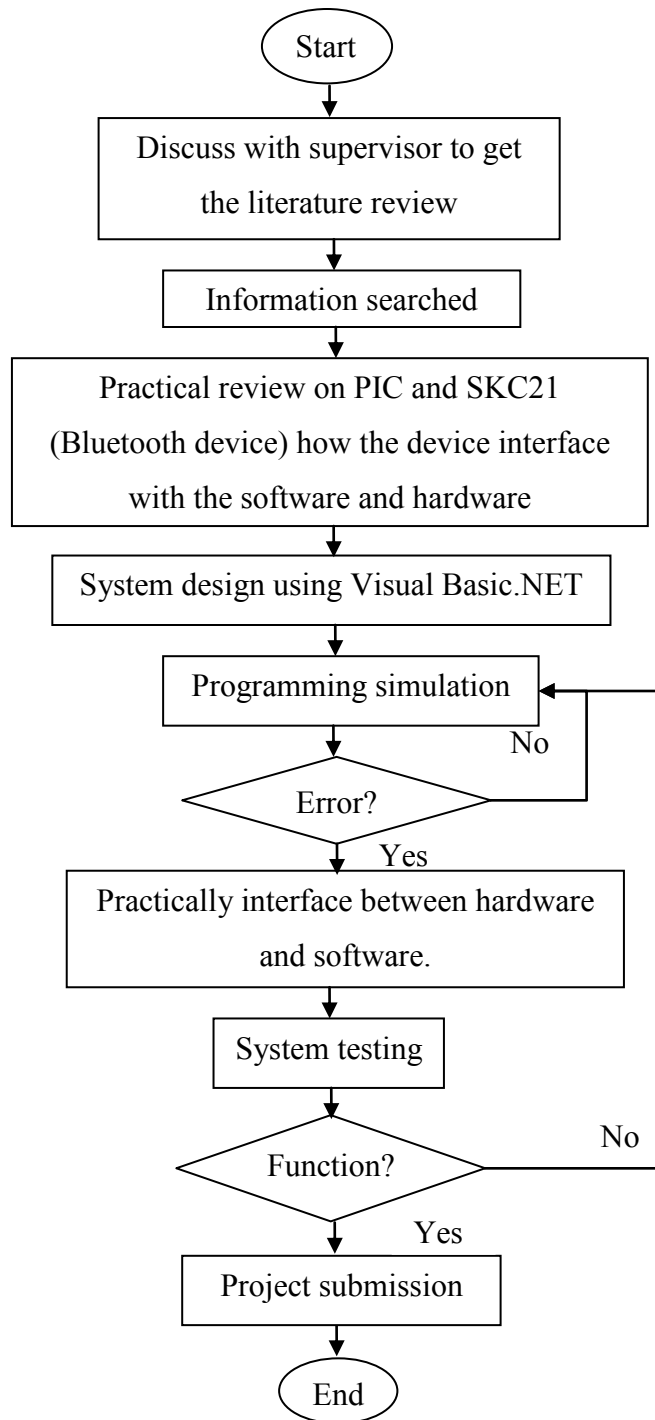 Start
Discuss with supervisor to get
the literature review
Information searched
Practical review on PIC and SKC21
(Bluetooth device) how the device interface
with the software and hardware
System design using Visual Basic.NET
Programming simulation
No
Error?
Yes
Practically interface between hardware
and software.
System testing
No
Function?
Yes
Project submission
End